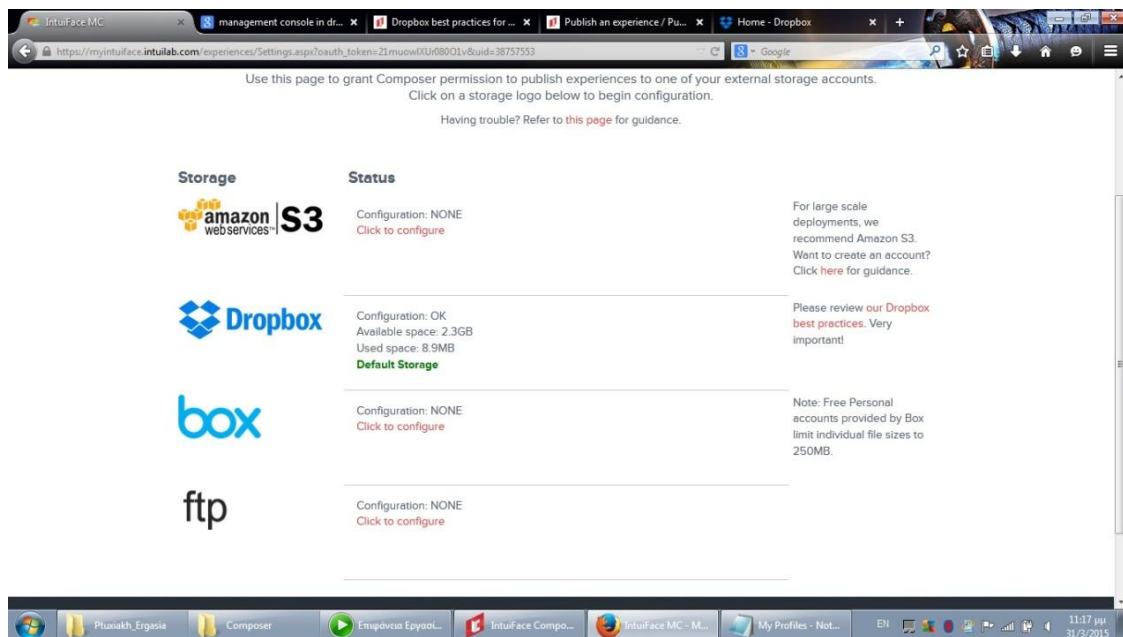 IntuiFace MC
management console in dr...
Dropbox best practices for ...
Publish an experience / Pu...
Home - Dropbox
https://myintuiface.intuilab.com/experiences/Settings.aspx?oauth_token=21muowlXUr080O1v&uid=38757553
Google
Use this page to grant Composer permission to publish experiences to one of your external storage accounts.
Click on a storage logo below to begin configuration.
Having trouble? Refer to this page for guidance.
Storage
Status
amazon
webservices™
S3
Configuration: NONE
Click to configure
For large scale
deployments, we
recommend Amazon S3.
Want to create an account?
Click here for guidance.
Dropbox
Configuration: OK
Available space: 2.3GB
Used space: 8.9MB
Default Storage
Please review our Dropbox
best practices. Very
important!
box
Configuration: NONE
Click to configure
Note: Free Personal
accounts provided by Box
limit individual file sizes to
250MB.
ftp
Configuration: NONE
Click to configure
Ptuxiakh_Ergasia
Composer
Επιφάνεια Εργασί...
IntuiFace Compo...
IntuiFace MC - M...
My Profiles - Not...
EN
11:17 μμ
31/3/2015